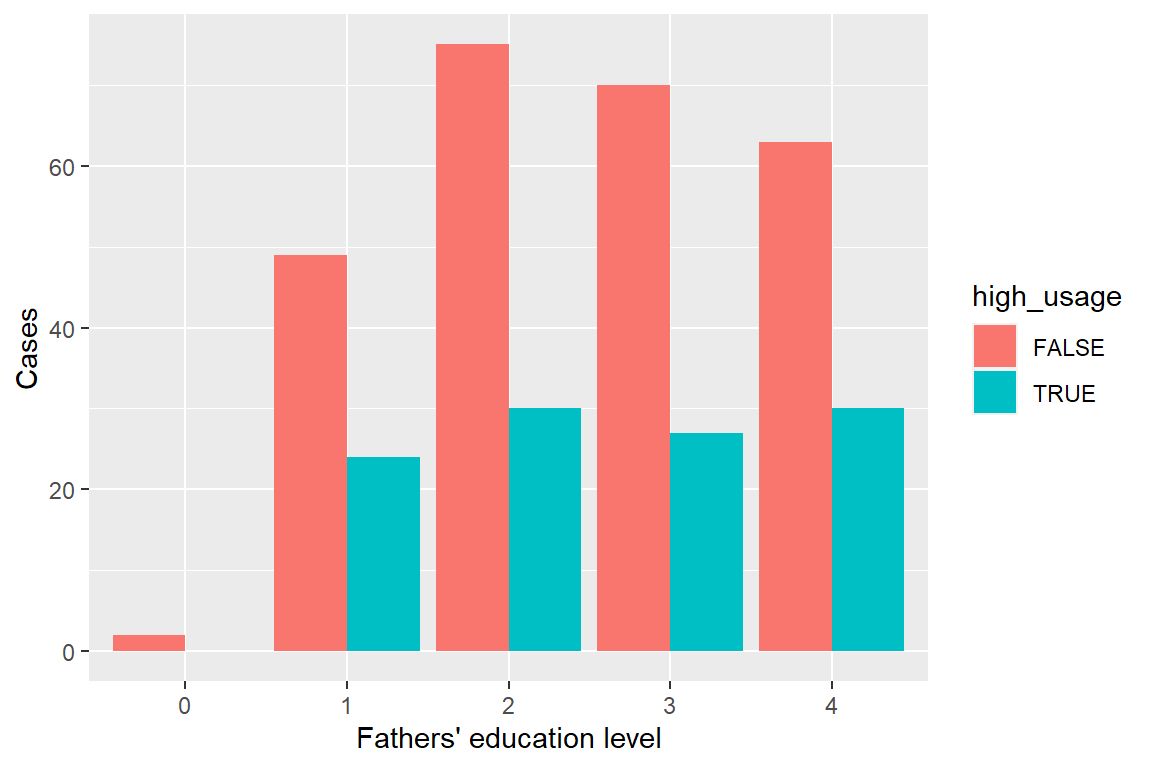 60
40
20
0
Cases
0 1 2 3 4
Fathers' education level
high_usage
FALSE
TRUE